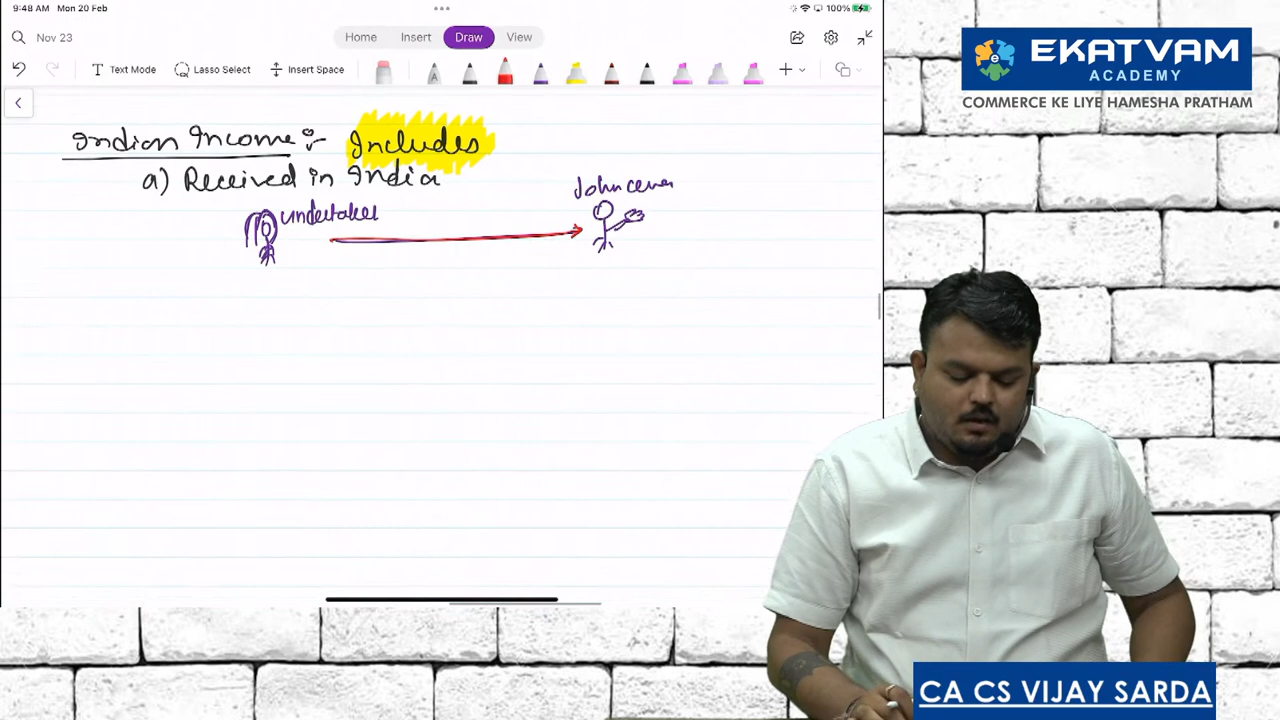 9:48 AM Mon 20 Feb
100%
Nov 23
Home Insert Draw View
Text Mode Lasso Select Insert Space
Indian Income :- Includes
a) Received in India
undertaker
John cena
EKATVAM
ACADEMY
COMMERCE KE LIYE HAMESHA PRATHAM
CA CS VIJAY SARDA